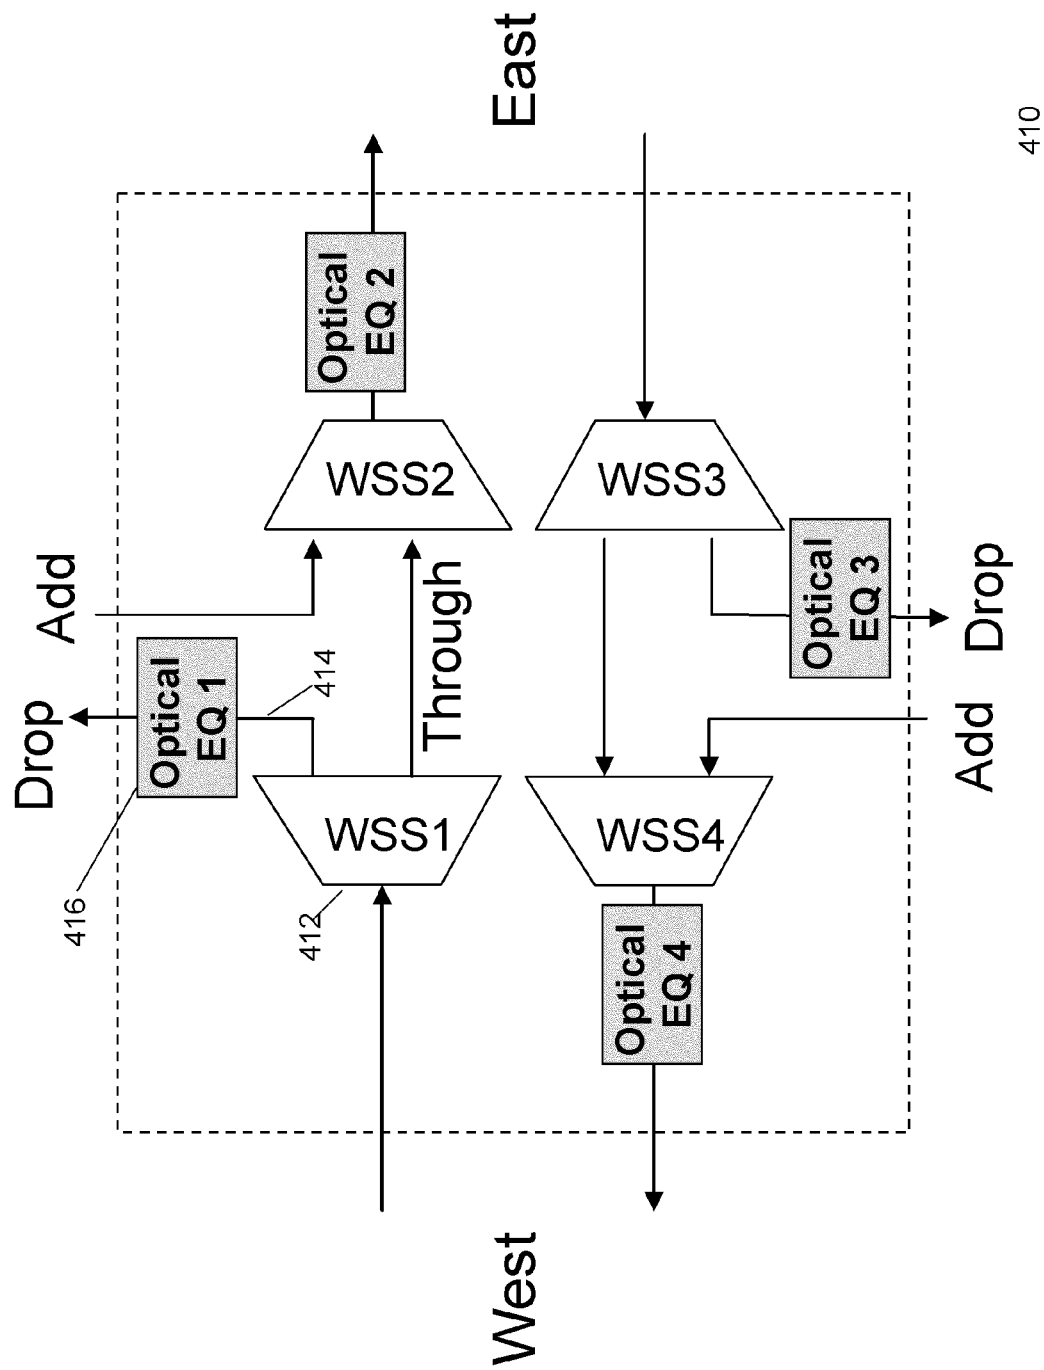 Drop
Add
416
Optical
EQ 1
414
412
WSS1
Through
WSS2
Optical
EQ 2
West
East
Optical
EQ 4
WSS4
WSS3
Optical
EQ 3
Add
Drop
410